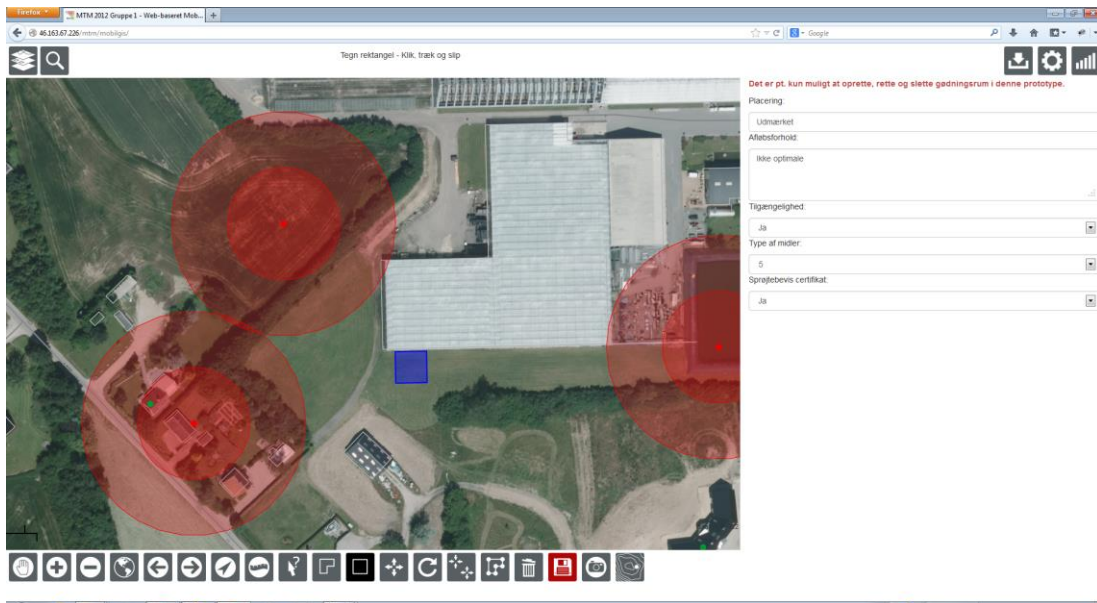 Firefox
MTM 2012 Gruppe 1 - Web-baseret Mob...
46.163.67.226/mtm/mobilgis/
Google
Tegn rektangel - Klik, træk og slip
Det er pt. kun muligt at oprette, rette og slette gødningsrum i denne prototype.
Placering:
Udmærket
Afløbsforhold:
Ikke optimale
Tilgængelighed:
Ja
Type af midler:
5
Sprøjtebevis certifikat:
Ja